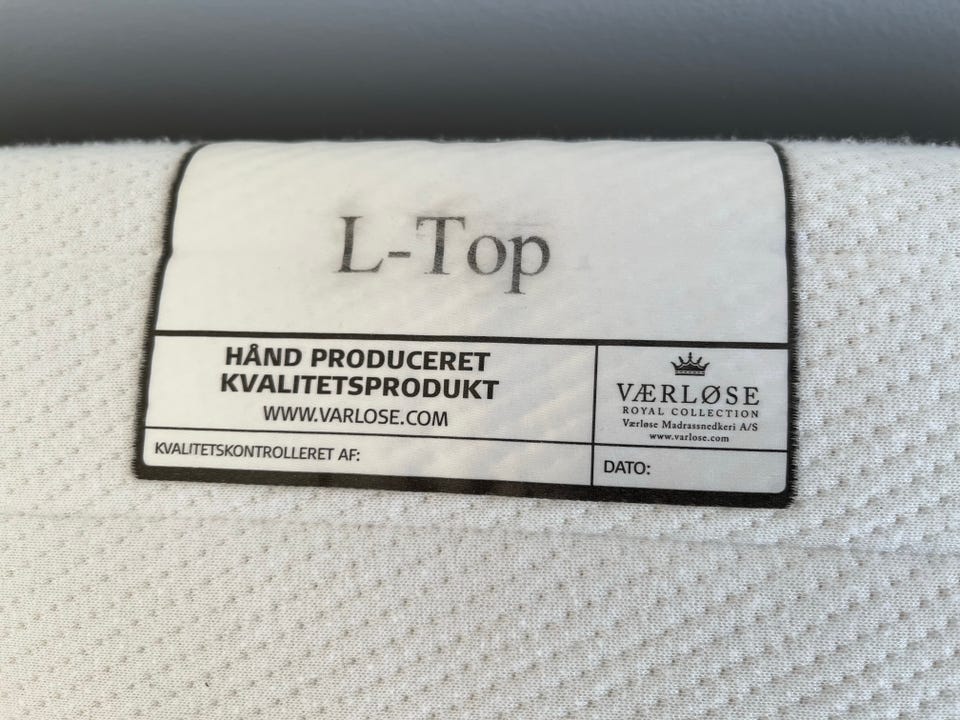 L-Top
HÅND PRODUCERET
KVALITETSPRODUKT
WWW.VARLOSE.COM
VÆRLØSE
ROYAL COLLECTION
Værløse Madrassnedkeri A/S
www.varlose.com
KVALITETSKONTROLLERET AF:
DATO: